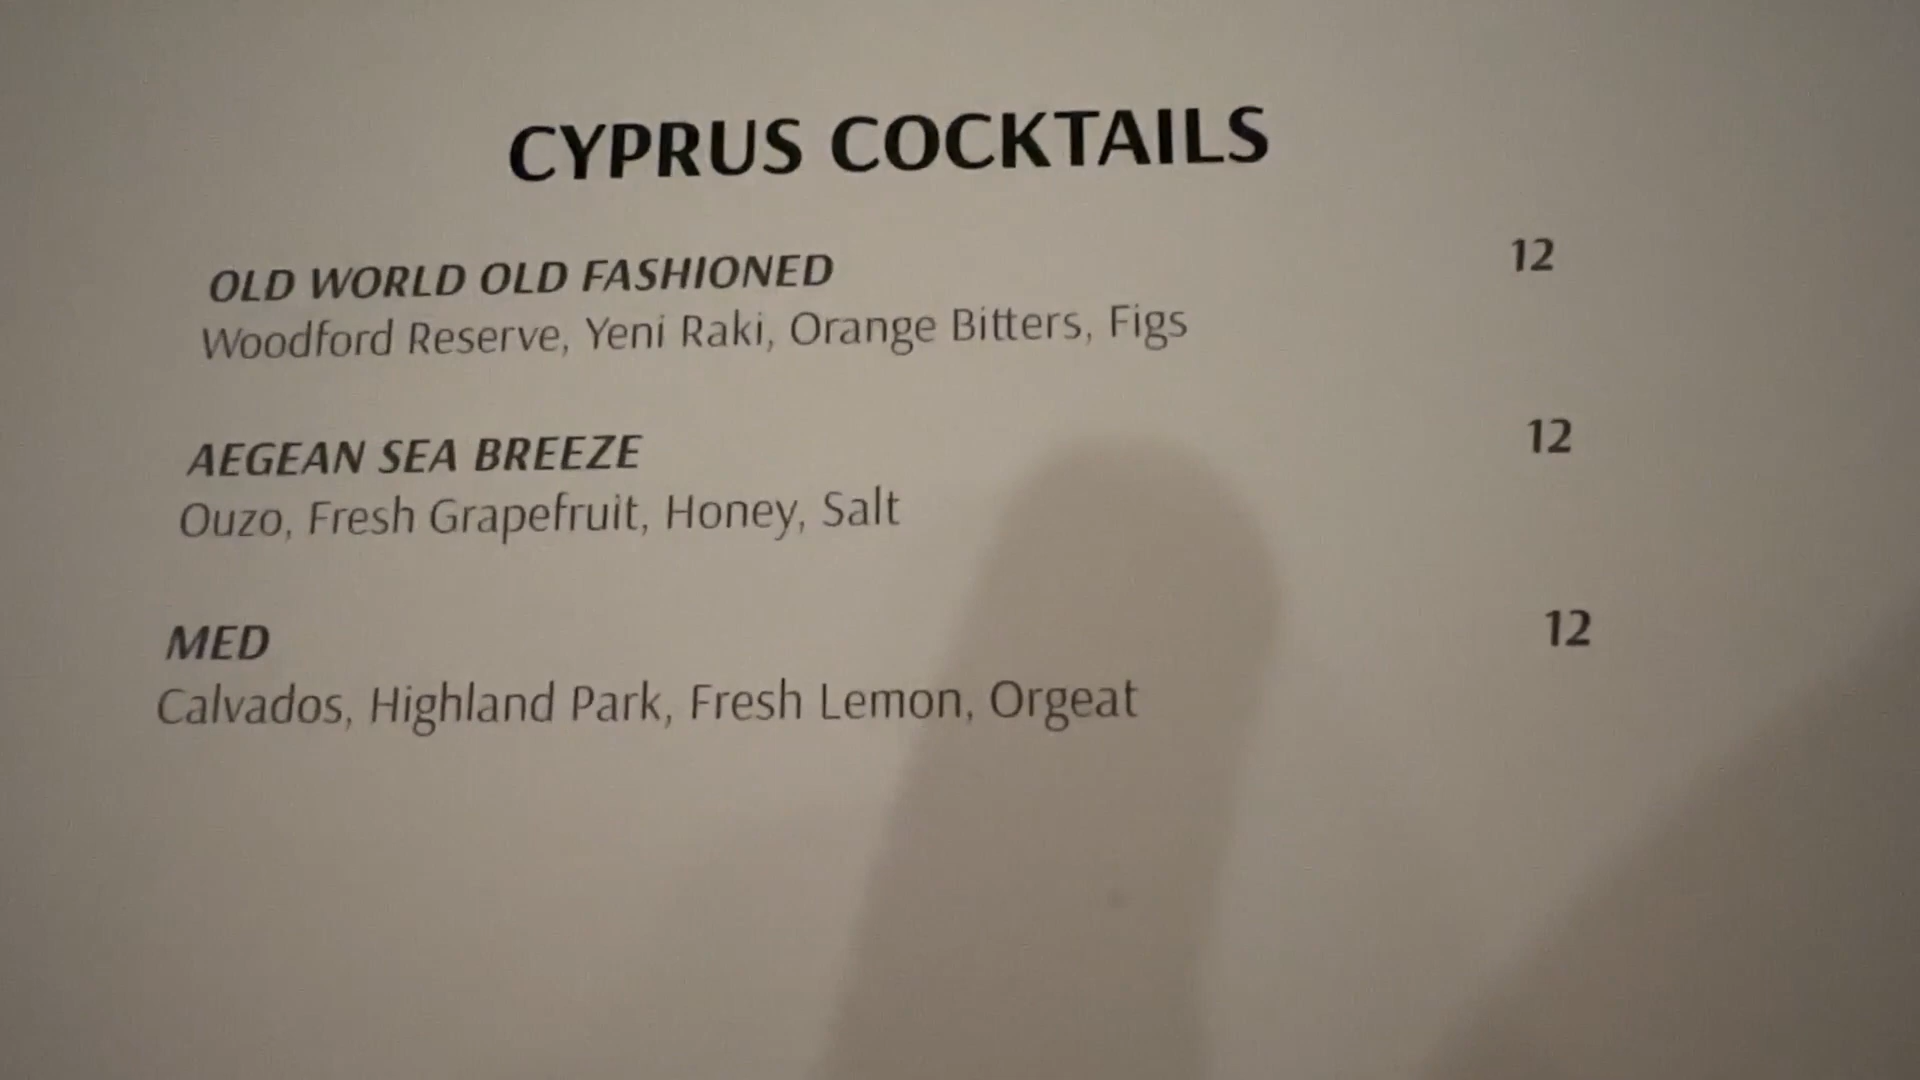 CYPRUS COCKTAILS
OLD WORLD OLD FASHIONED 12
Woodford Reserve, Yeni Raki, Orange Bitters, Figs
AEGEAN SEA BREEZE 12
Ouzo, Fresh Grapefruit, Honey, Salt
MED 12
Calvados, Highland Park, Fresh Lemon, Orgeat